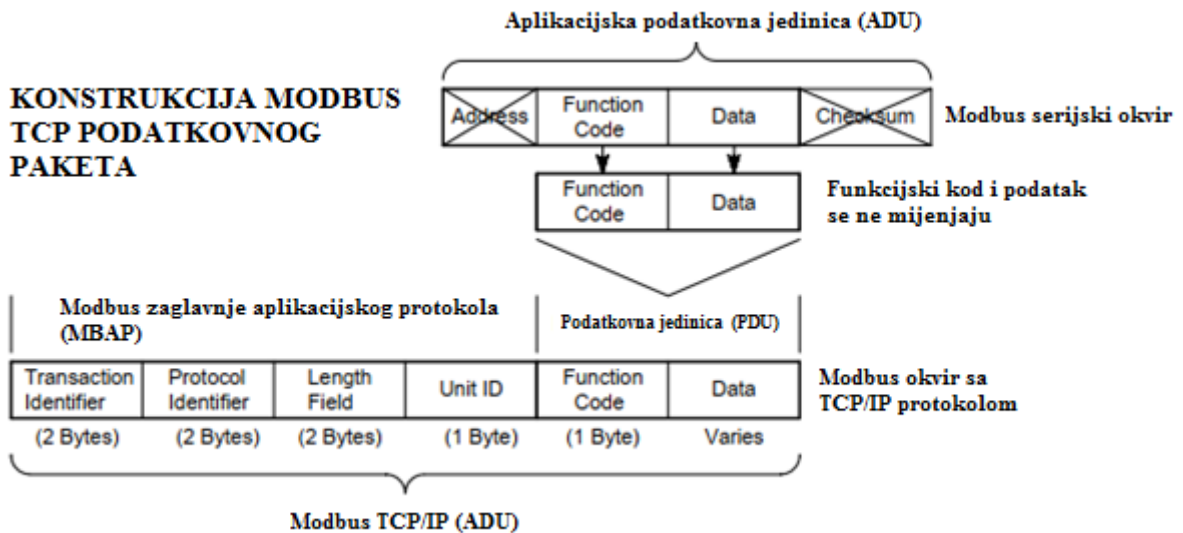 Aplikacijska podatkovna jedinica (ADU)
KONSTRUKCIJA MODBUS
TCP PODATKOVNOG
PAKETA
Address
Function
Code
Data
Checksum
Modbus serijski okvir
Function
Code
Data
Funkcijski kod i podatak
se ne mijenjaju
Modbus zaglavnje aplikacijskog protokola
(MBAP)
Podatkovna jedinica (PDU)
Transaction
Identifier
Protocol
Identifier
Length
Field
Unit ID
Function
Code
Data
Modbus okvir sa
TCP/IP protokolom
(2 Bytes)
(2 Bytes)
(2 Bytes)
(1 Byte)
(1 Byte)
Varies
Modbus TCP/IP (ADU)